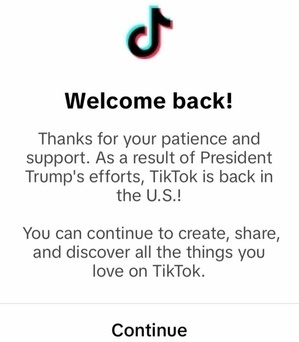 Welcome back!
Thanks for your patience and
support. As a result of President
Trump's efforts, TikTok is back in
the U.S.!
You can continue to create, share,
and discover all the things you
love on TikTok.
Continue